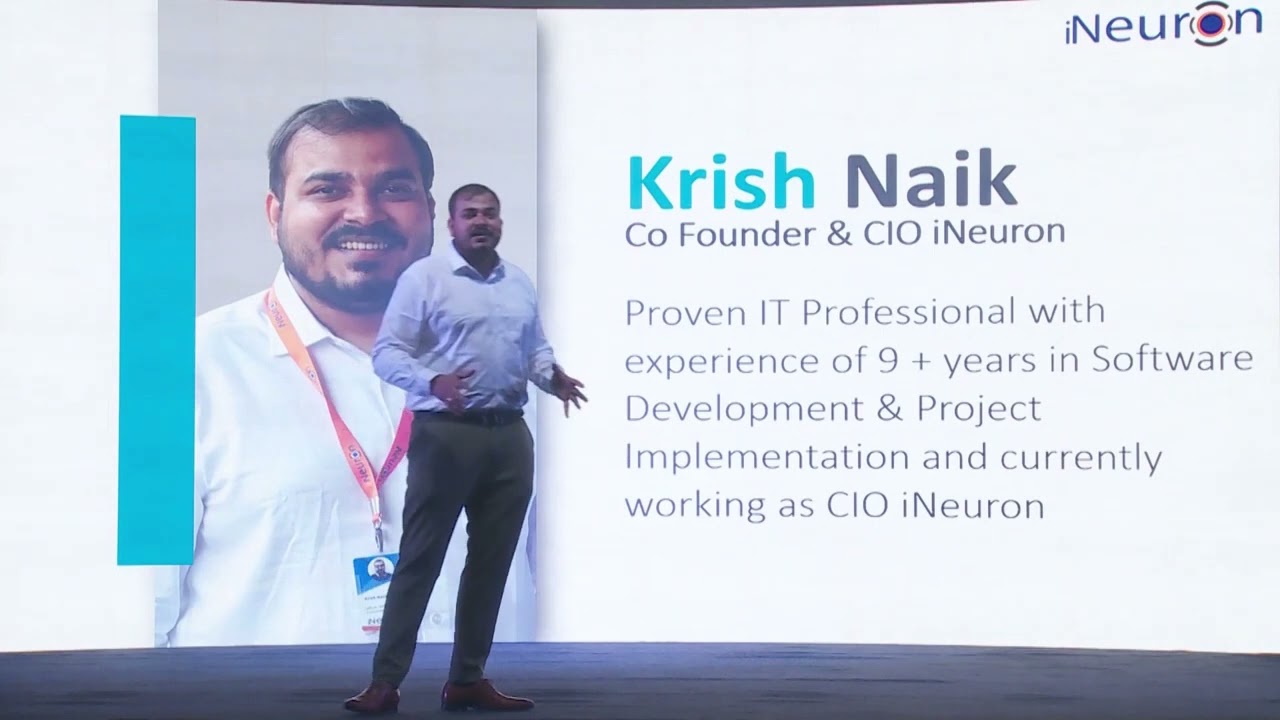 iNeuron
Krish Naik
Co Founder & CIO iNeuron
Proven IT Professional with
experience of 9 + years in Software
Development & Project
Implementation and currently
working as CIO iNeuron
iNeuron